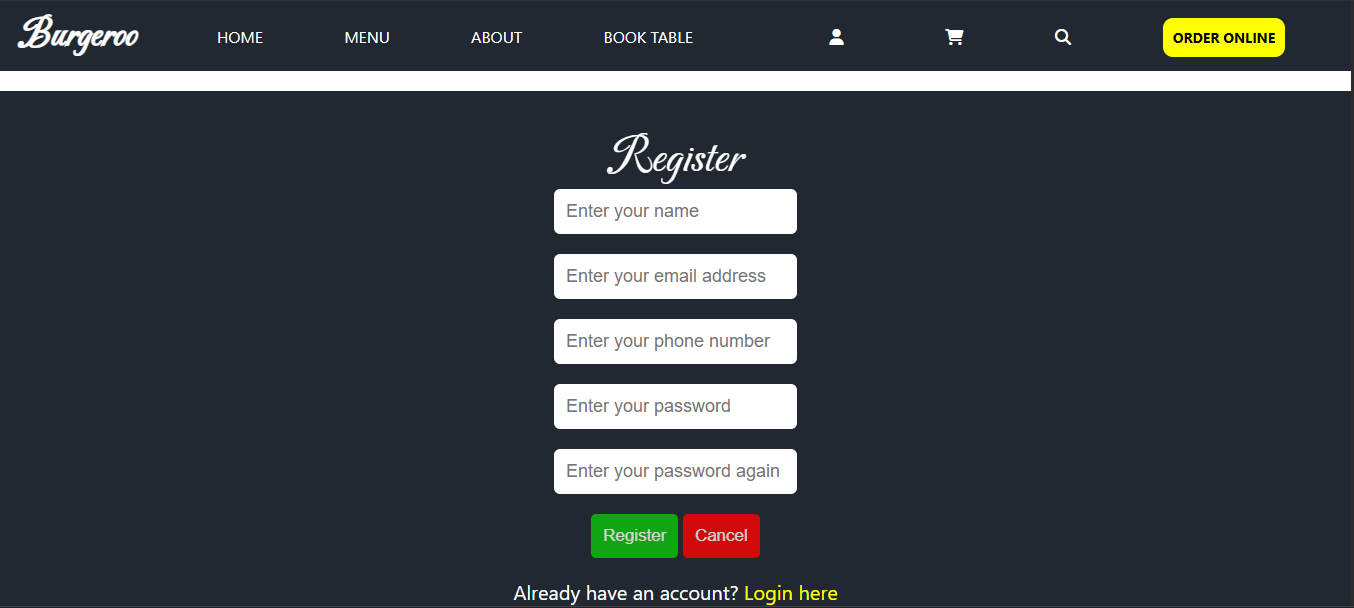 Burgeroo HOME MENU ABOUT BOOK TABLE ORDER ONLINE
Register
Enter your name
Enter your email address
Enter your phone number
Enter your password
Enter your password again
Register Cancel
Already have an account? Login here